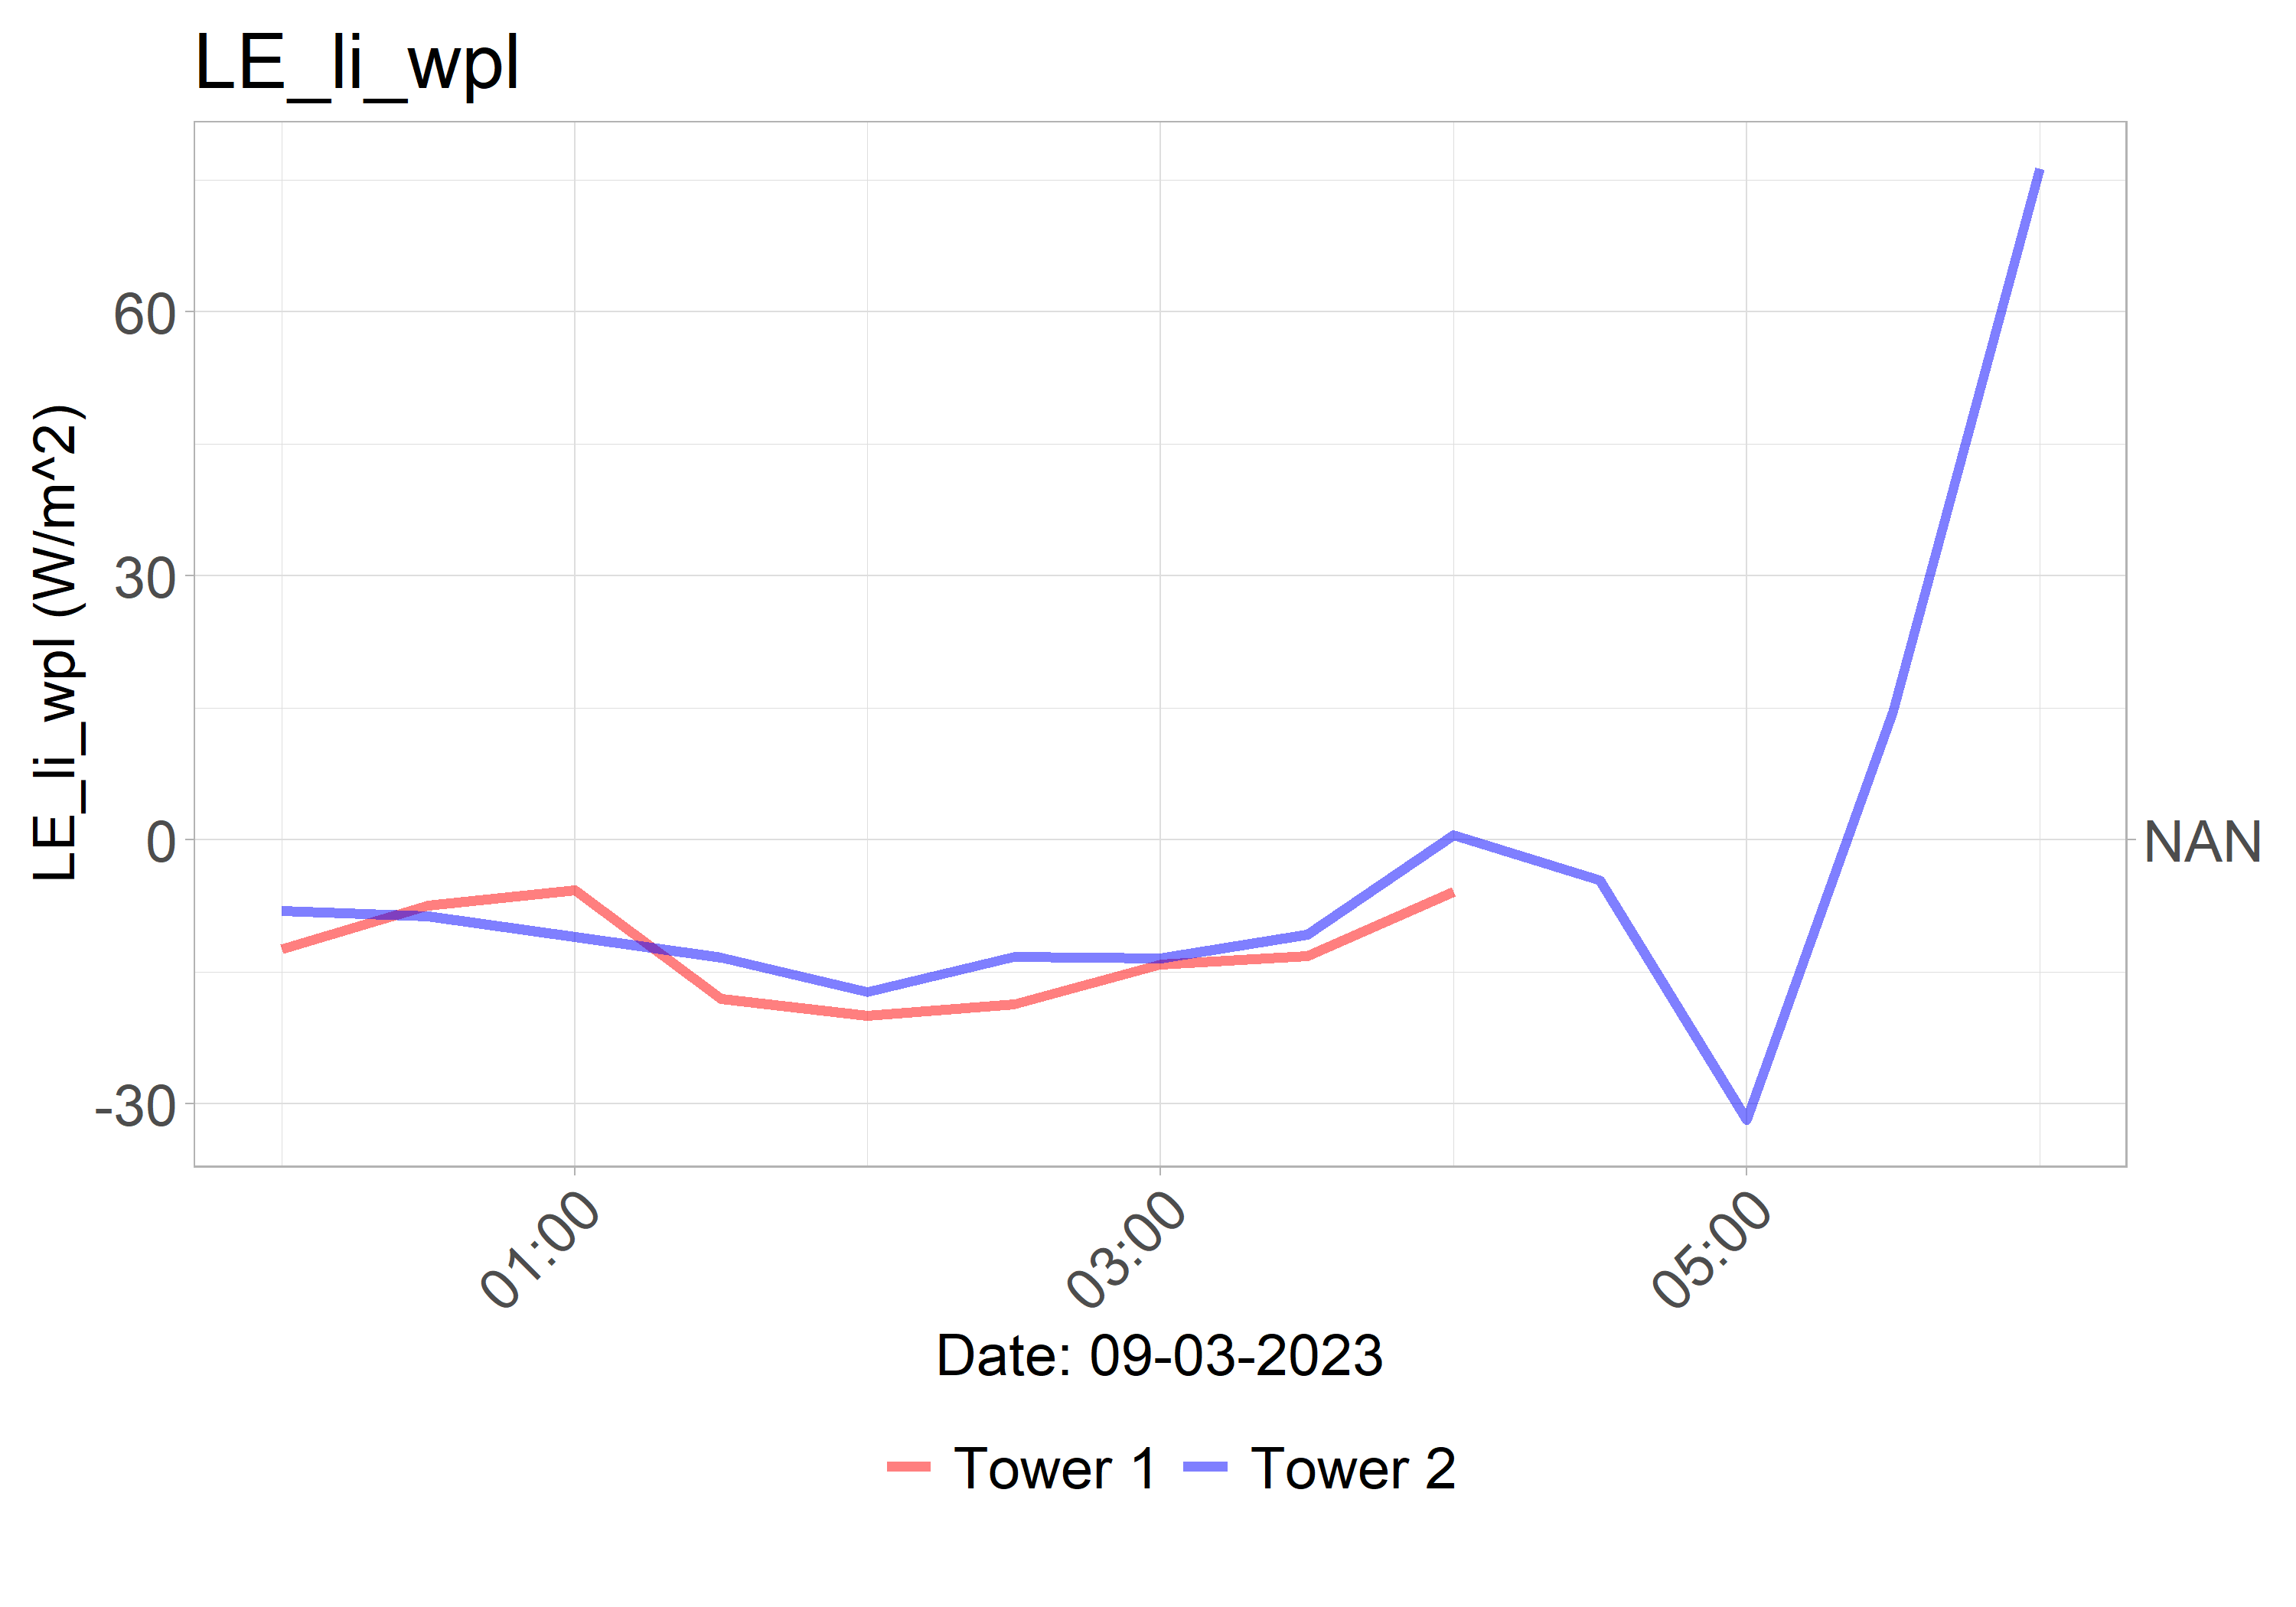 LE_li_wpl
LE_li_wpl (W/m^2)
60
30
0
-30
NAN
01:00
03:00
05:00
Date: 09-03-2023
Tower 1
Tower 2